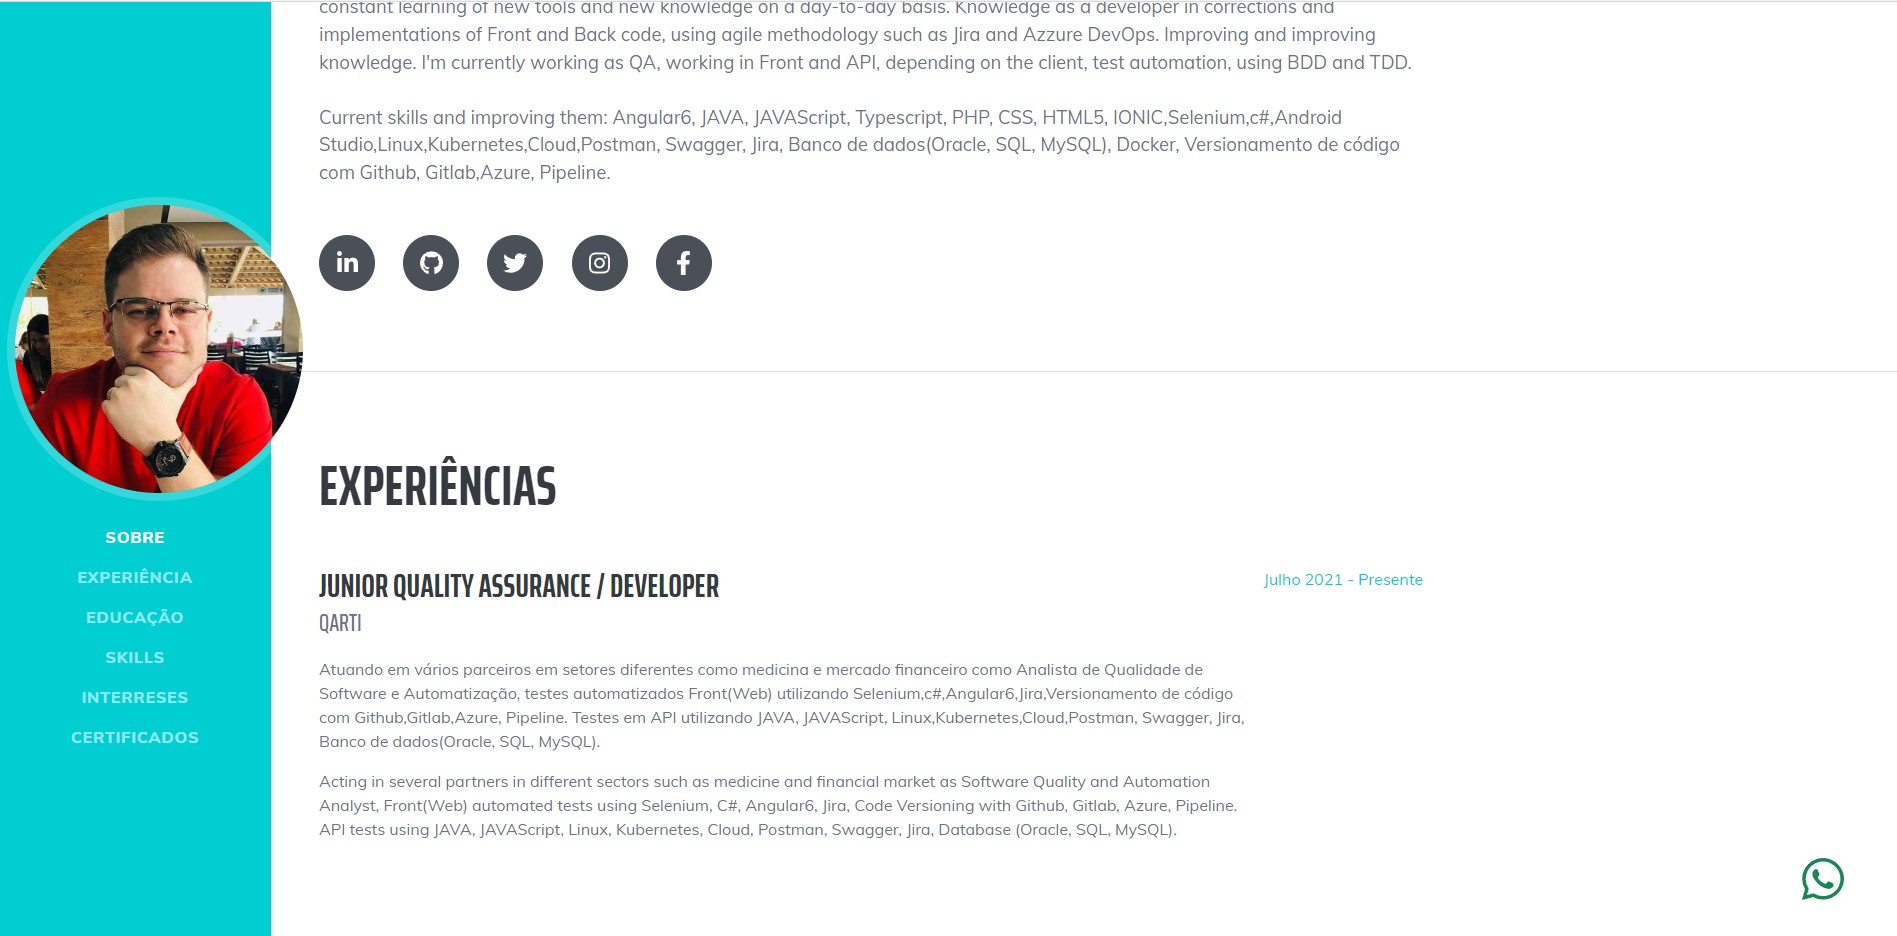 constant learning of new tools and new knowledge on a day-to-day basis. Knowledge as a developer in corrections and
implementations of Front and Back code, using agile methodology such as Jira and Azzure DevOps. Improving and improving
knowledge. I'm currently working as QA, working in Front and API, depending on the client, test automation, using BDD and TDD.
Current skills and improving them: Angular6, JAVA, JAVAScript, Typescript, PHP, CSS, HTML5, IONIC,Selenium,c#,Android
Studio,Linux,Kubernetes,Cloud,Postman, Swagger, Jira, Banco de dados(Oracle, SQL, MySQL), Docker, Versionamento de código
com Github, Gitlab,Azure, Pipeline.
SOBRE
EXPERIÊNCIA
EDUCAÇÃO
SKILLS
INTERRESES
CERTIFICADOS
EXPERIÊNCIAS
JUNIOR QUALITY ASSURANCE / DEVELOPER
Julho 2021 - Presente
QARTI
Atuando em vários parceiros em setores diferentes como medicina e mercado financeiro como Analista de Qualidade de
Software e Automatização, testes automatizados Front(Web) utilizando Selenium,c#,Angular6,Jira,Versionamento de código
com Github,Gitlab,Azure, Pipeline. Testes em API utilizando JAVA, JAVAScript, Linux,Kubernetes,Cloud,Postman, Swagger, Jira,
Banco de dados(Oracle, SQL, MySQL).
Acting in several partners in different sectors such as medicine and financial market as Software Quality and Automation
Analyst, Front(Web) automated tests using Selenium, C#, Angular6, Jira, Code Versioning with Github, Gitlab, Azure, Pipeline.
API tests using JAVA, JAVAScript, Linux, Kubernetes, Cloud, Postman, Swagger, Jira, Database (Oracle, SQL, MySQL).